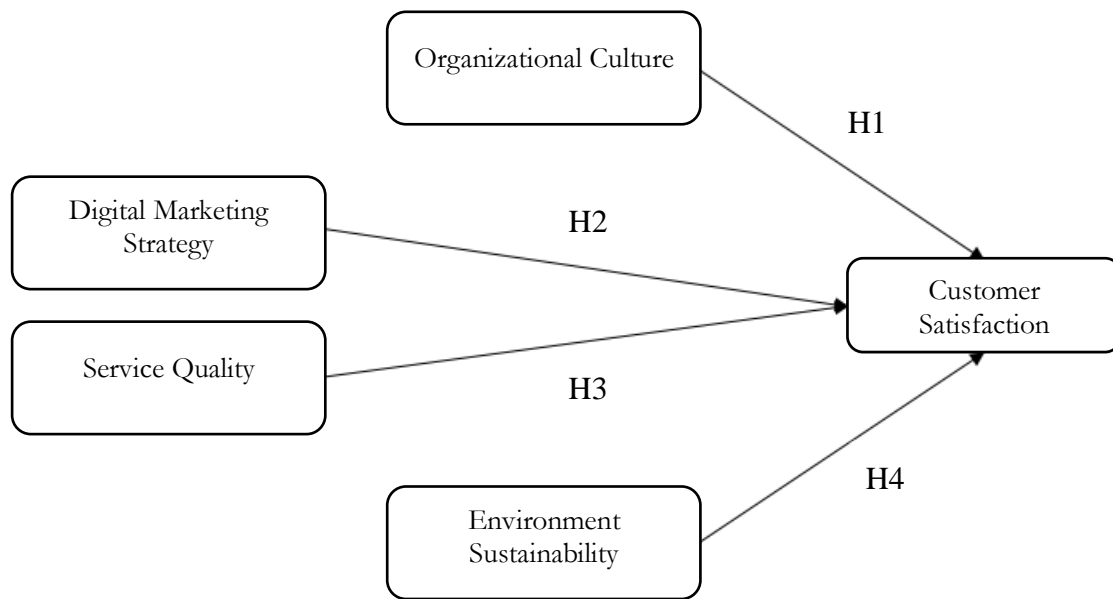 Organizational Culture
H1
Digital Marketing
Strategy
H2
Customer
Satisfaction
Service Quality
H3
H4
Environment
Sustainability